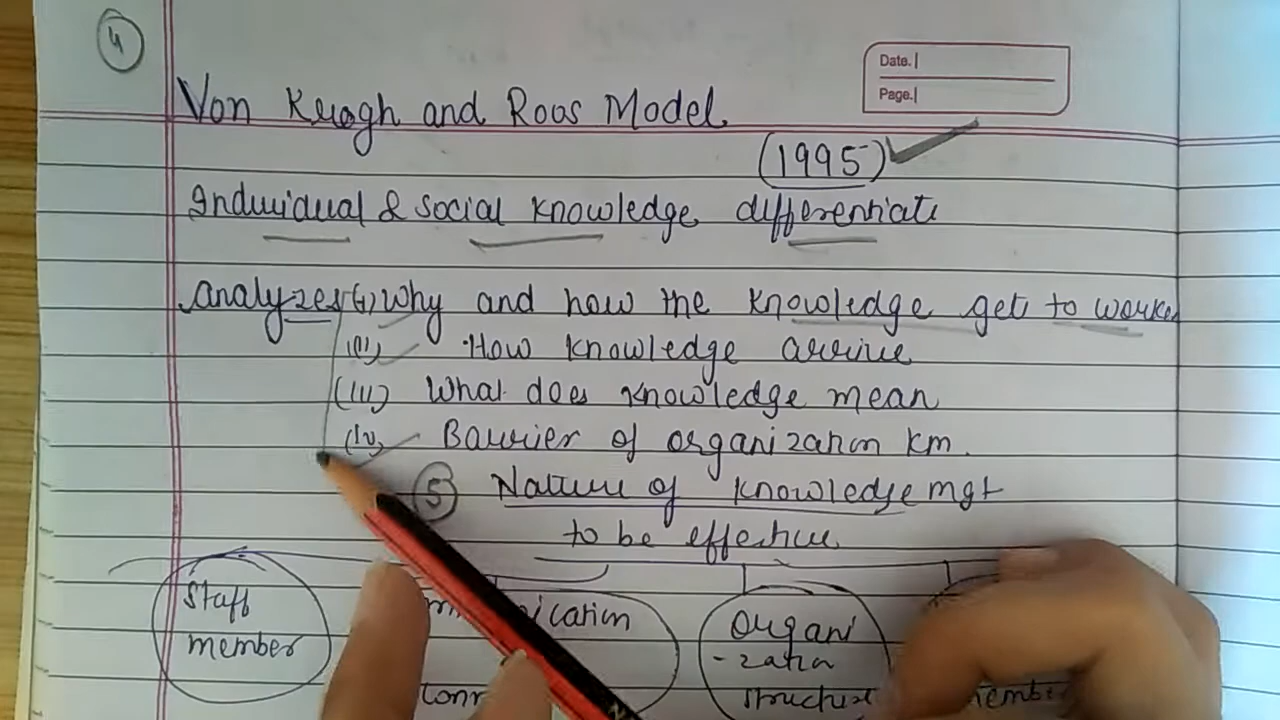 4
Date.
Page.
Von Krogh and Roos Model
(1995)
Individual & social knowledge differentiate
Analyzes (i) Why and how the knowledge get to worker
(ii) How knowledge arrive
(iii) What does knowledge mean
(iv) Barrier of organization km.
5 Nature of knowledge mgt
to be effective
Staff
member
Organi
-zation
structure